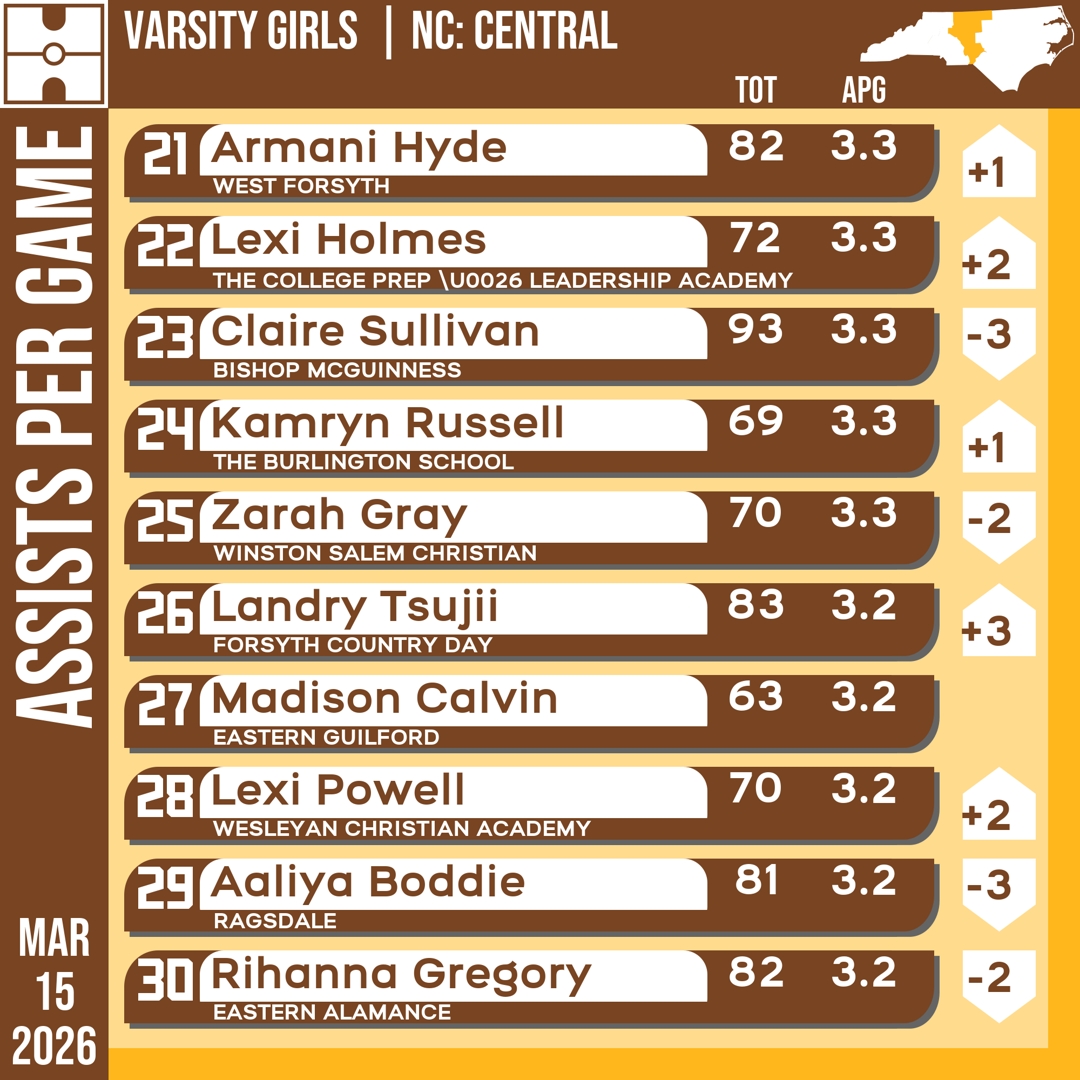 VARSITY GIRLS | NC: CENTRAL
TOT APG
ASSISTS PER GAME
21 Armani Hyde 82 3.3 +1
WEST FORSYTH
22 Lexi Holmes 72 3.3 +2
THE COLLEGE PREP \U0026 LEADERSHIP ACADEMY
23 Claire Sullivan 93 3.3 -3
BISHOP MCGUINNESS
24 Kamryn Russell 69 3.3 +1
THE BURLINGTON SCHOOL
25 Zarah Gray 70 3.3 -2
WINSTON SALEM CHRISTIAN
26 Landry Tsujii 83 3.2 +3
FORSYTH COUNTRY DAY
27 Madison Calvin 63 3.2
EASTERN GUILFORD
28 Lexi Powell 70 3.2 +2
WESLEYAN CHRISTIAN ACADEMY
29 Aaliya Boddie 81 3.2 -3
RAGSDALE
30 Rihanna Gregory 82 3.2 -2
EASTERN ALAMANCE
MAR
15
2026